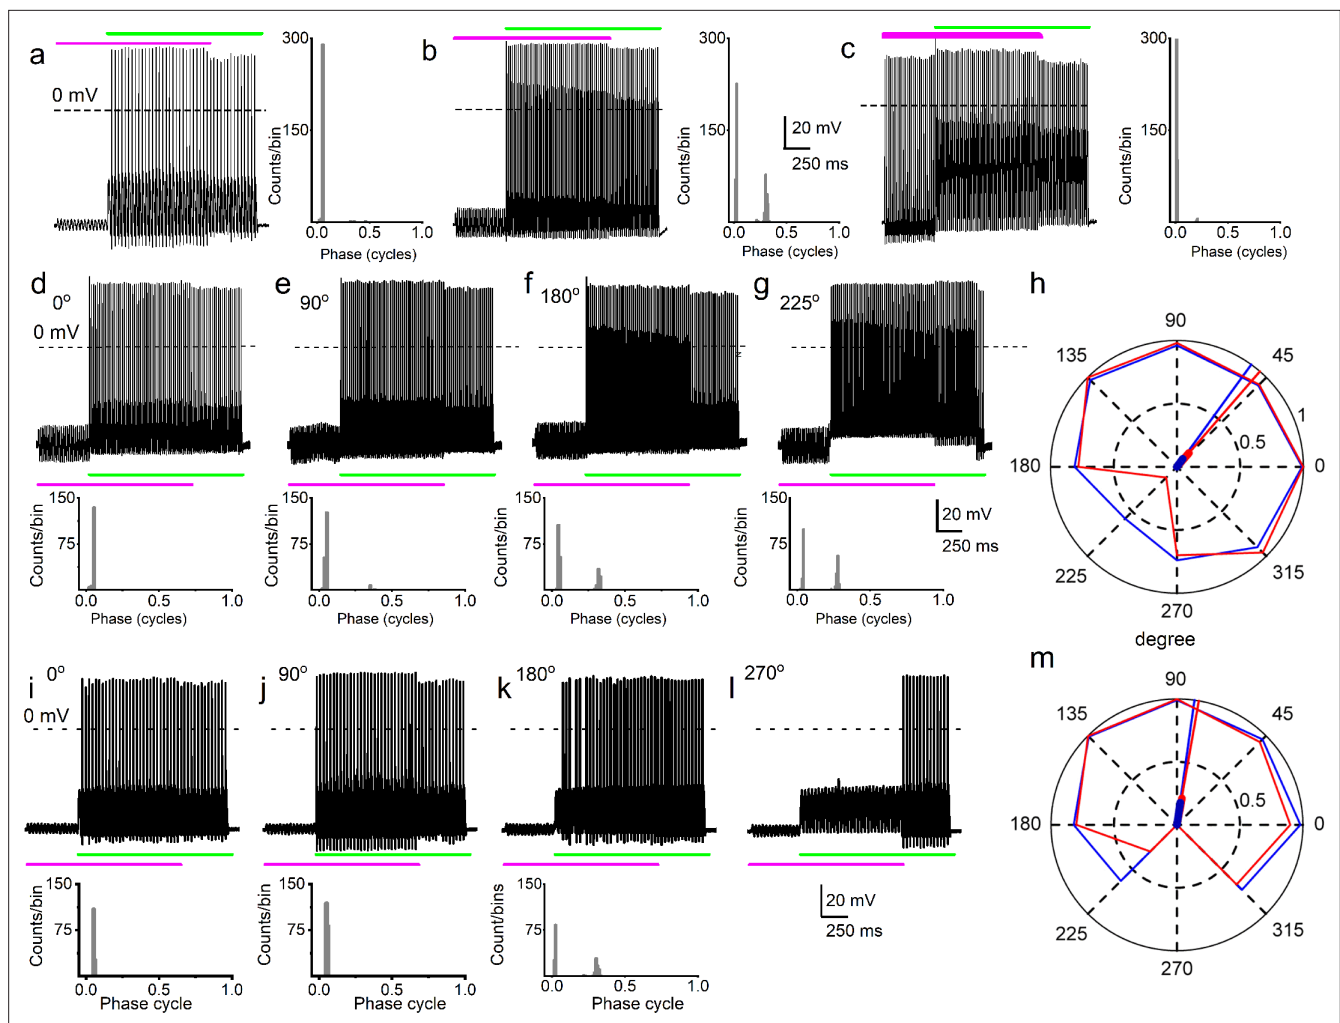 a
0 mV
Counts/bin
300
150
0.0
0.5
1.0
Phase (cycles)
b
Counts/bin
300
150
0.0
0.5
1.0
Phase (cycles)
20 mV
250 ms
c
Counts/bin
300
150
0.0
0.5
1.0
Phase (cycles)
d
0°
0 mV
e
90°
f
180°
g
225°
h
90
135
45
1
0.5
180
0
225
315
270
degree
Counts/bin
150
75
0.0
0.5
1.0
Phase (cycles)
Counts/bin
150
75
0.0
0.5
1.0
Phase (cycles)
Counts/bin
150
75
0.0
0.5
1.0
Phase (cycles)
Counts/bin
150
75
0.0
0.5
1.0
Phase (cycles)
20 mV
250 ms
i
0°
0 mV
j
90°
k
180°
l
270°
m
90
135
45
0.5
180
0
225
315
270
Counts/bin
150
75
0.0
0.5
1.0
Phase cycle
Counts/bin
150
75
0.0
0.5
1.0
Phase cycle
Count/bins
150
75
0.0
0.5
1.0
Phase cycle
20 mV
250 ms